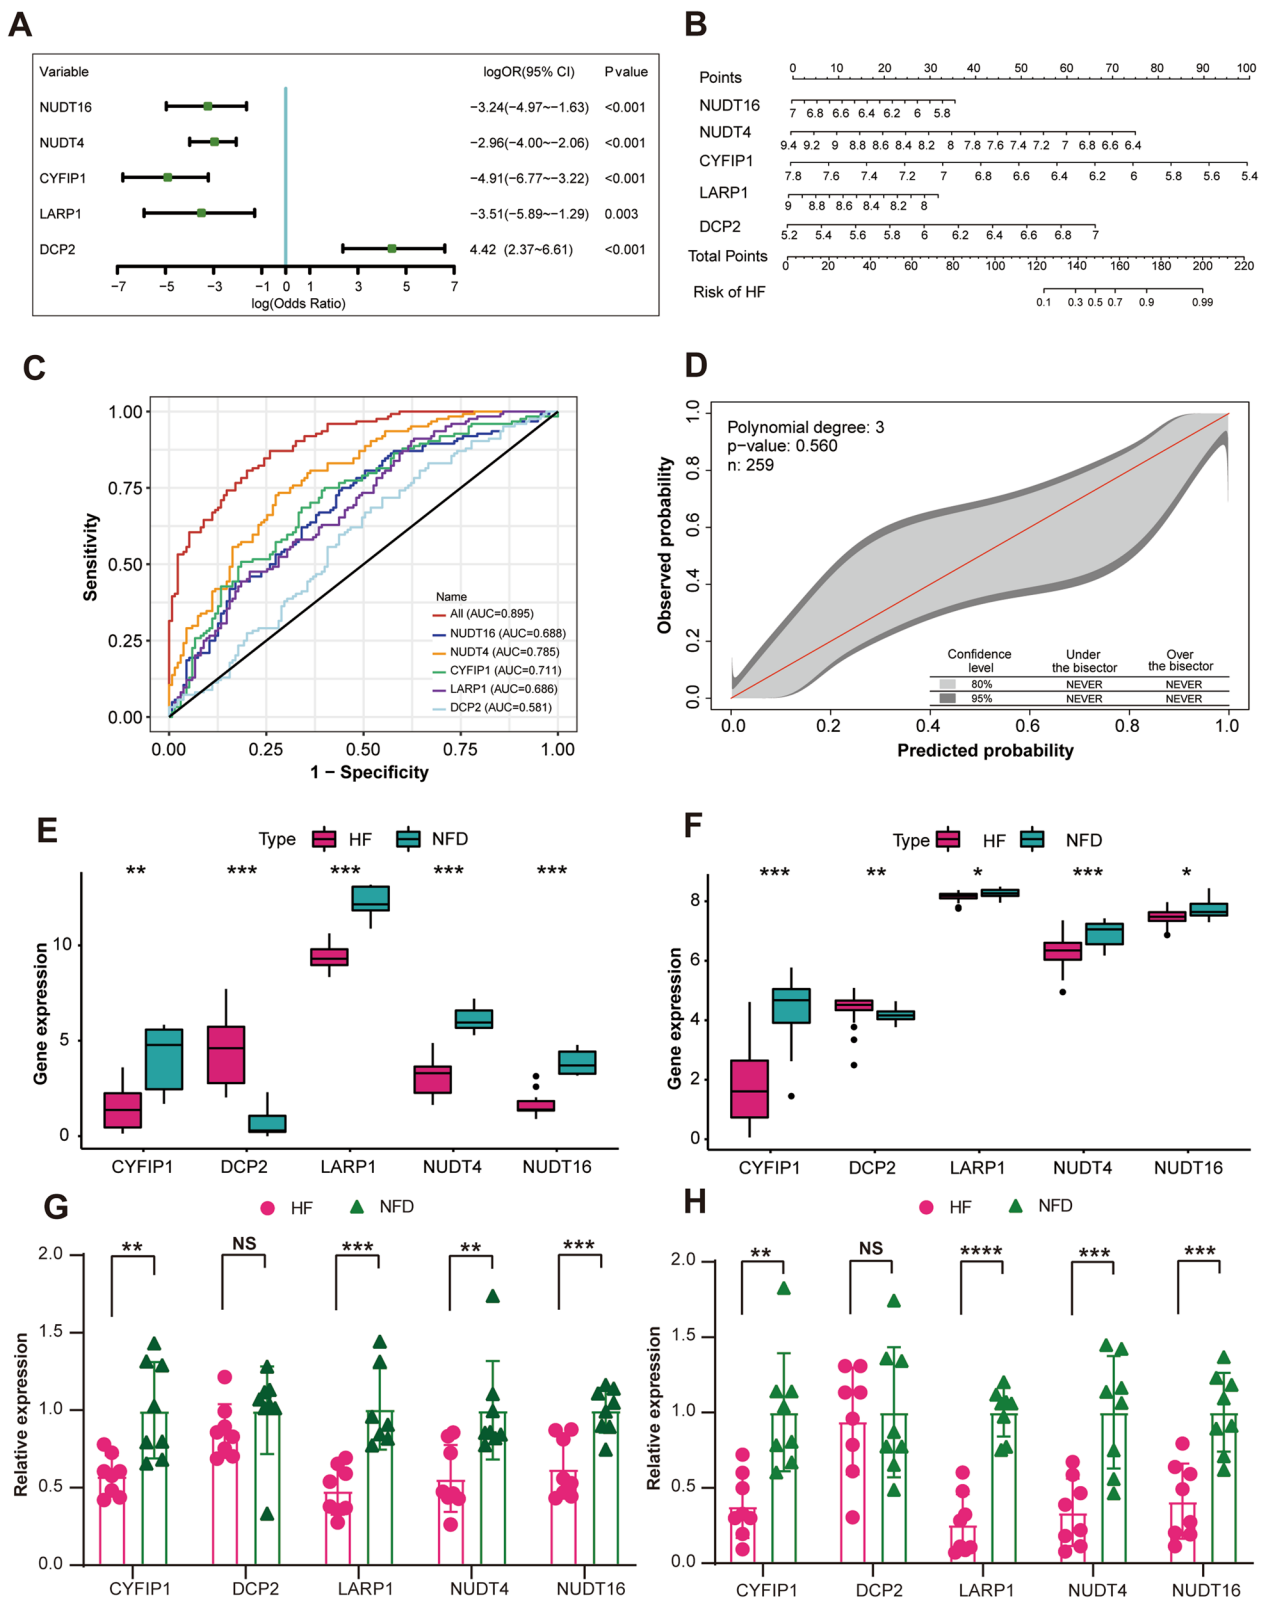 A
Variable logOR(95% CI) P value
NUDT16 −3.24(−4.97~−1.63) <0.001
NUDT4 −2.96(−4.00~−2.06) <0.001
CYFIP1 −4.91(−6.77~−3.22) <0.001
LARP1 −3.51(−5.89~−1.29) 0.003
DCP2 4.42 (2.37~6.61) <0.001
−7 −5 −3 −1 0 1 3 5 7
log(Odds Ratio)
B
Points 0 10 20 30 40 50 60 70 80 90 100
NUDT16
7 6.8 6.6 6.4 6.2 6 5.8
NUDT4
9.4 9.2 9 8.8 8.6 8.4 8.2 8 7.8 7.6 7.4 7.2 7 6.8 6.6 6.4
CYFIP1
7.8 7.6 7.4 7.2 7 6.8 6.6 6.4 6.2 6 5.8 5.6 5.4
LARP1
9 8.8 8.6 8.4 8.2 8
DCP2
5.2 5.4 5.6 5.8 6 6.2 6.4 6.6 6.8 7
Total Points
0 20 40 60 80 100 120 140 160 180 200 220
Risk of HF
0.1 0.3 0.5 0.7 0.9 0.99
C
Sensitivity
1.00
0.75
0.50
0.25
0.00
Name
All (AUC=0.895)
NUDT16 (AUC=0.688)
NUDT4 (AUC=0.785)
CYFIP1 (AUC=0.711)
LARP1 (AUC=0.686)
DCP2 (AUC=0.581)
0.00 0.25 0.50 0.75 1.00
1 − Specificity
D
Observed probability
1.0
0.8
0.6
0.4
0.2
0.0
Polynomial degree: 3
p−value: 0.560
n: 259
Confidence level Under the bisector Over the bisector
80% NEVER NEVER
95% NEVER NEVER
0.0 0.2 0.4 0.6 0.8 1.0
Predicted probability
E
Type HF NFD
** *** *** *** ***
Gene expression
10
5
0
CYFIP1 DCP2 LARP1 NUDT4 NUDT16
F
Type HF NFD
*** ** * *** *
Gene expression
8
6
4
2
0
CYFIP1 DCP2 LARP1 NUDT4 NUDT16
G
HF NFD
** NS *** ** ***
Relative expression
2.0
1.5
1.0
0.5
0.0
CYFIP1 DCP2 LARP1 NUDT4 NUDT16
H
HF NFD
** NS **** *** ***
Relative expression
2.0
1.5
1.0
0.5
0.0
CYFIP1 DCP2 LARP1 NUDT4 NUDT16